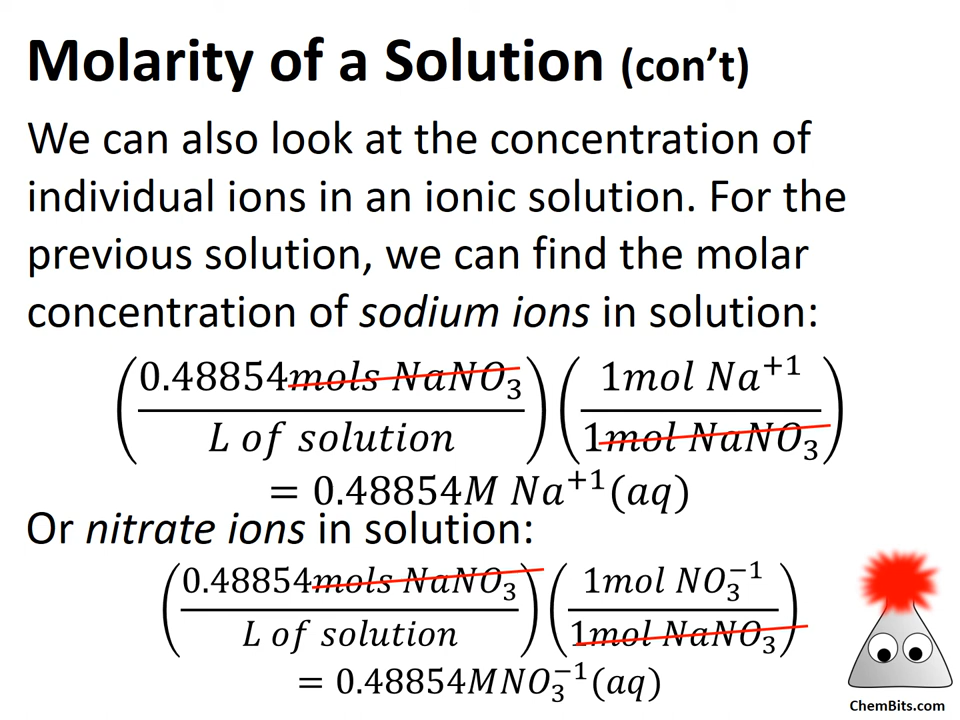 Molarity of a Solution (con't)
We can also look at the concentration of
individual ions in an ionic solution. For the
previous solution, we can find the molar
concentration of sodium ions in solution:
(0.48854mols NaNO₃ / L of solution) (1mol Na⁺¹ / 1mol NaNO₃)
= 0.48854M Na⁺¹(aq)
Or nitrate ions in solution:
(0.48854mols NaNO₃ / L of solution) (1mol NO₃⁻¹ / 1mol NaNO₃)
= 0.48854MNO₃⁻¹(aq)
ChemBits.com